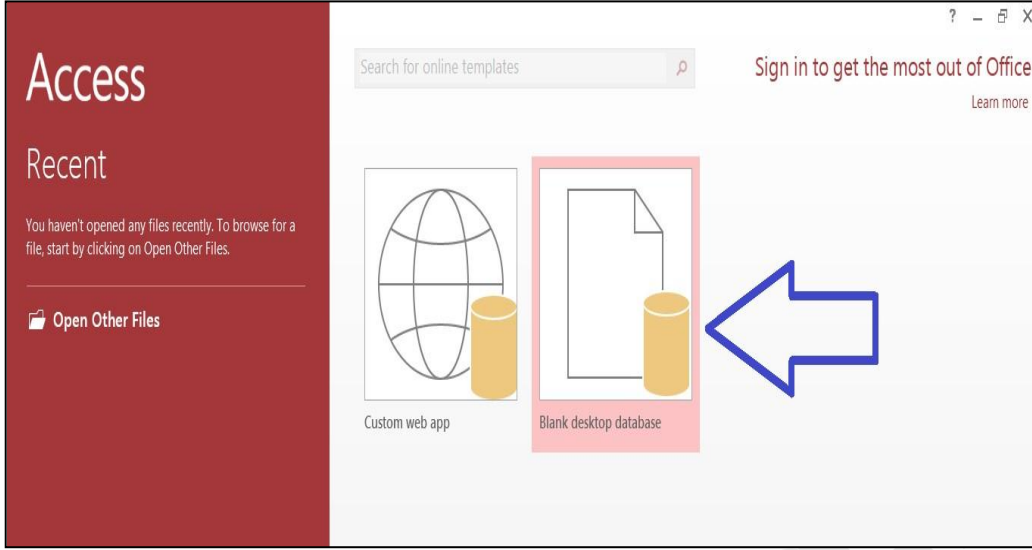 ?
Access
Search for online templates
Sign in to get the most out of Office
Learn more
Recent
You haven't opened any files recently. To browse for a
file, start by clicking on Open Other Files.
Open Other Files
Custom web app
Blank desktop database